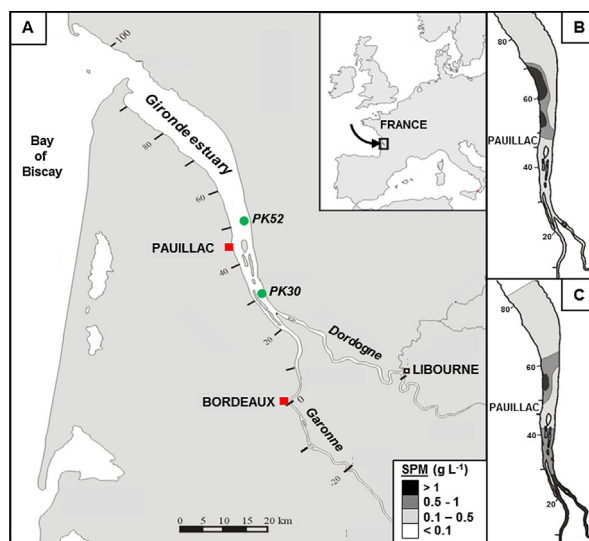 A
100
Gironde estuary
Bay
of
Biscay
80
60
PK52
PAUILLAC
40
PK30
20
Dordogne
LIBOURNE
BORDEAUX
0
Garonne
-20
0 5 10 15 20 km
FRANCE
SPM (g L-1)
> 1
0.5 - 1
0.1 – 0.5
< 0.1
B
80
60
PAUILLAC
40
20
C
80
60
PAUILLAC
40
20